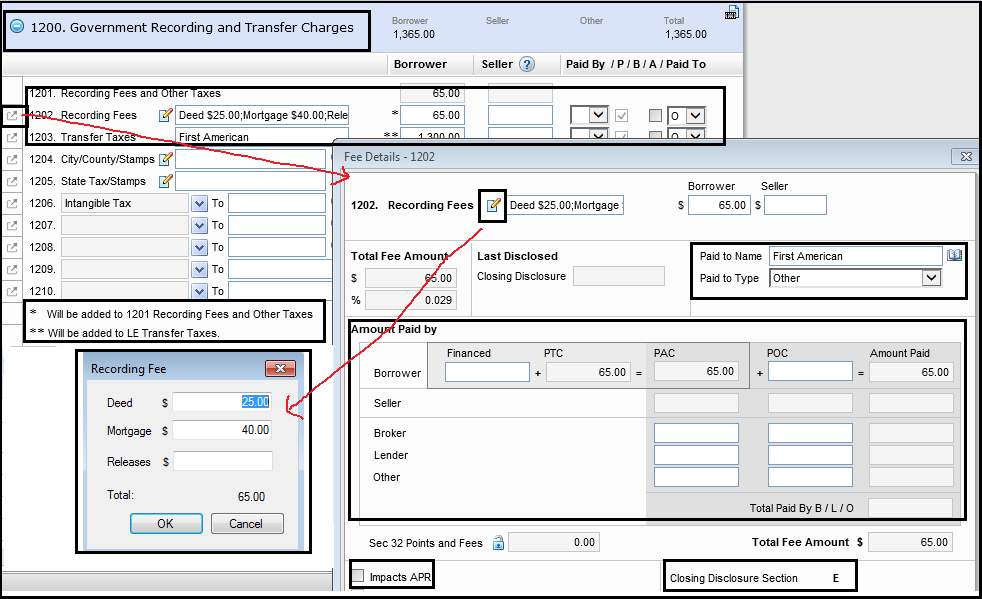 1200. Government Recording and Transfer Charges
Borrower Seller Other Total
1,365.00 1,365.00
Borrower Seller ? Paid By / P / B / A / Paid To
1201. Recording Fees and Other Taxes 65.00
1202. Recording Fees Deed $25.00;Mortgage $40.00;Rele * 65.00 O
1203. Transfer Taxes First American ** 1,300.00 O
1204. City/County/Stamps
1205. State Tax/Stamps
1206. Intangible Tax To
1207. To
1208. To
1209. To
1210. To
* Will be added to 1201 Recording Fees and Other Taxes
** Will be added to LE Transfer Taxes.
Recording Fee
Deed $ 25.00
Mortgage $ 40.00
Releases $
Total: 65.00
OK Cancel
Fee Details - 1202
Borrower Seller
1202. Recording Fees Deed $25.00;Mortgage $ 65.00 $
Total Fee Amount Last Disclosed Paid to Name First American
$ 65.00 Closing Disclosure Paid to Type Other
% 0.029
Amount Paid by
Financed PTC PAC POC Amount Paid
Borrower + 65.00 = 65.00 + = 65.00
Seller
Broker
Lender
Other
Total Paid By B / L / O
Sec 32 Points and Fees 0.00 Total Fee Amount $ 65.00
Impacts APR Closing Disclosure Section E